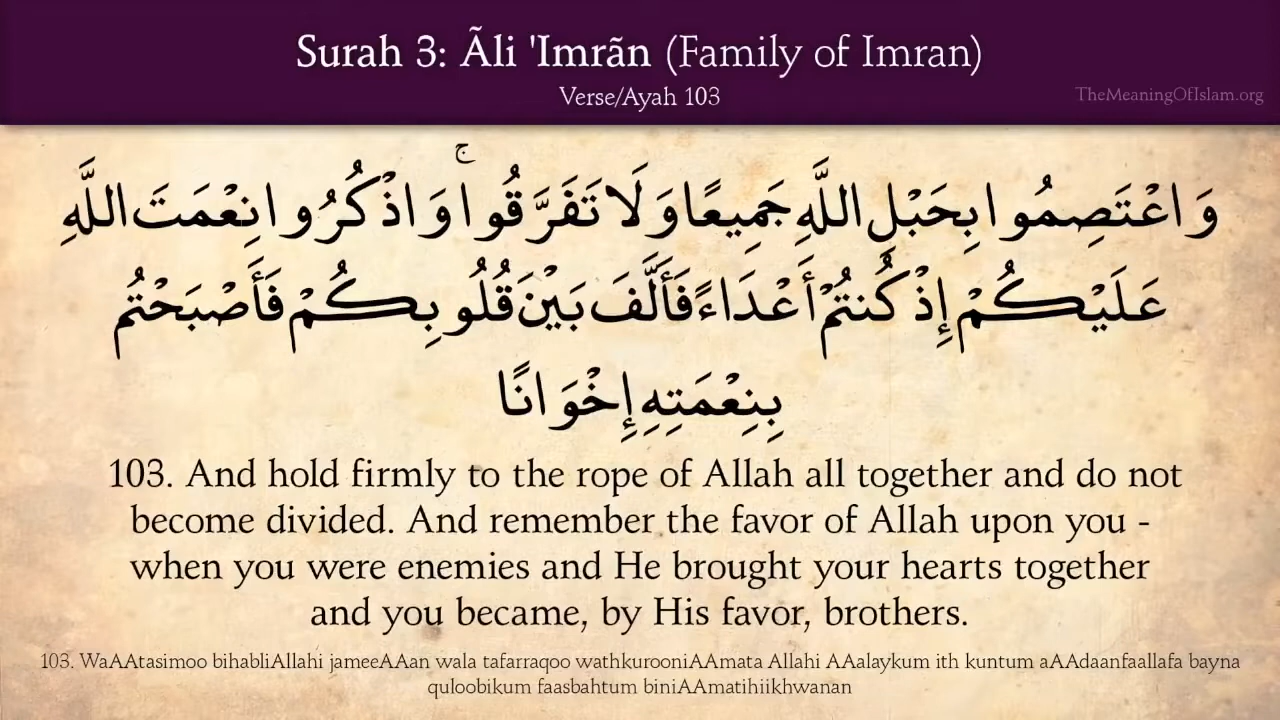 Surah 3: Ãli 'Imrãn (Family of Imran)
Verse/Ayah 103
TheMeaningOfIslam.org
وَاعْتَصِمُوا بِحَبْلِ اللَّهِ جَمِيعًا وَلَا تَفَرَّقُوا ۚ وَاذْكُرُوا نِعْمَتَ اللَّهِ
عَلَيْكُمْ إِذْ كُنتُمْ أَعْدَاءً فَأَلَّفَ بَيْنَ قُلُوبِكُمْ فَأَصْبَحْتُم
بِنِعْمَتِهِ إِخْوَانًا
103. And hold firmly to the rope of Allah all together and do not
become divided. And remember the favor of Allah upon you -
when you were enemies and He brought your hearts together
and you became, by His favor, brothers.
103. WaAAtasimoo bihabliAllahi jameeAAan wala tafarraqoo wathkurooniAAmata Allahi AAalaykum ith kuntum aAAdaanfaallafa bayna
quloobikum faasbahtum biniAAmatihiikhwanan